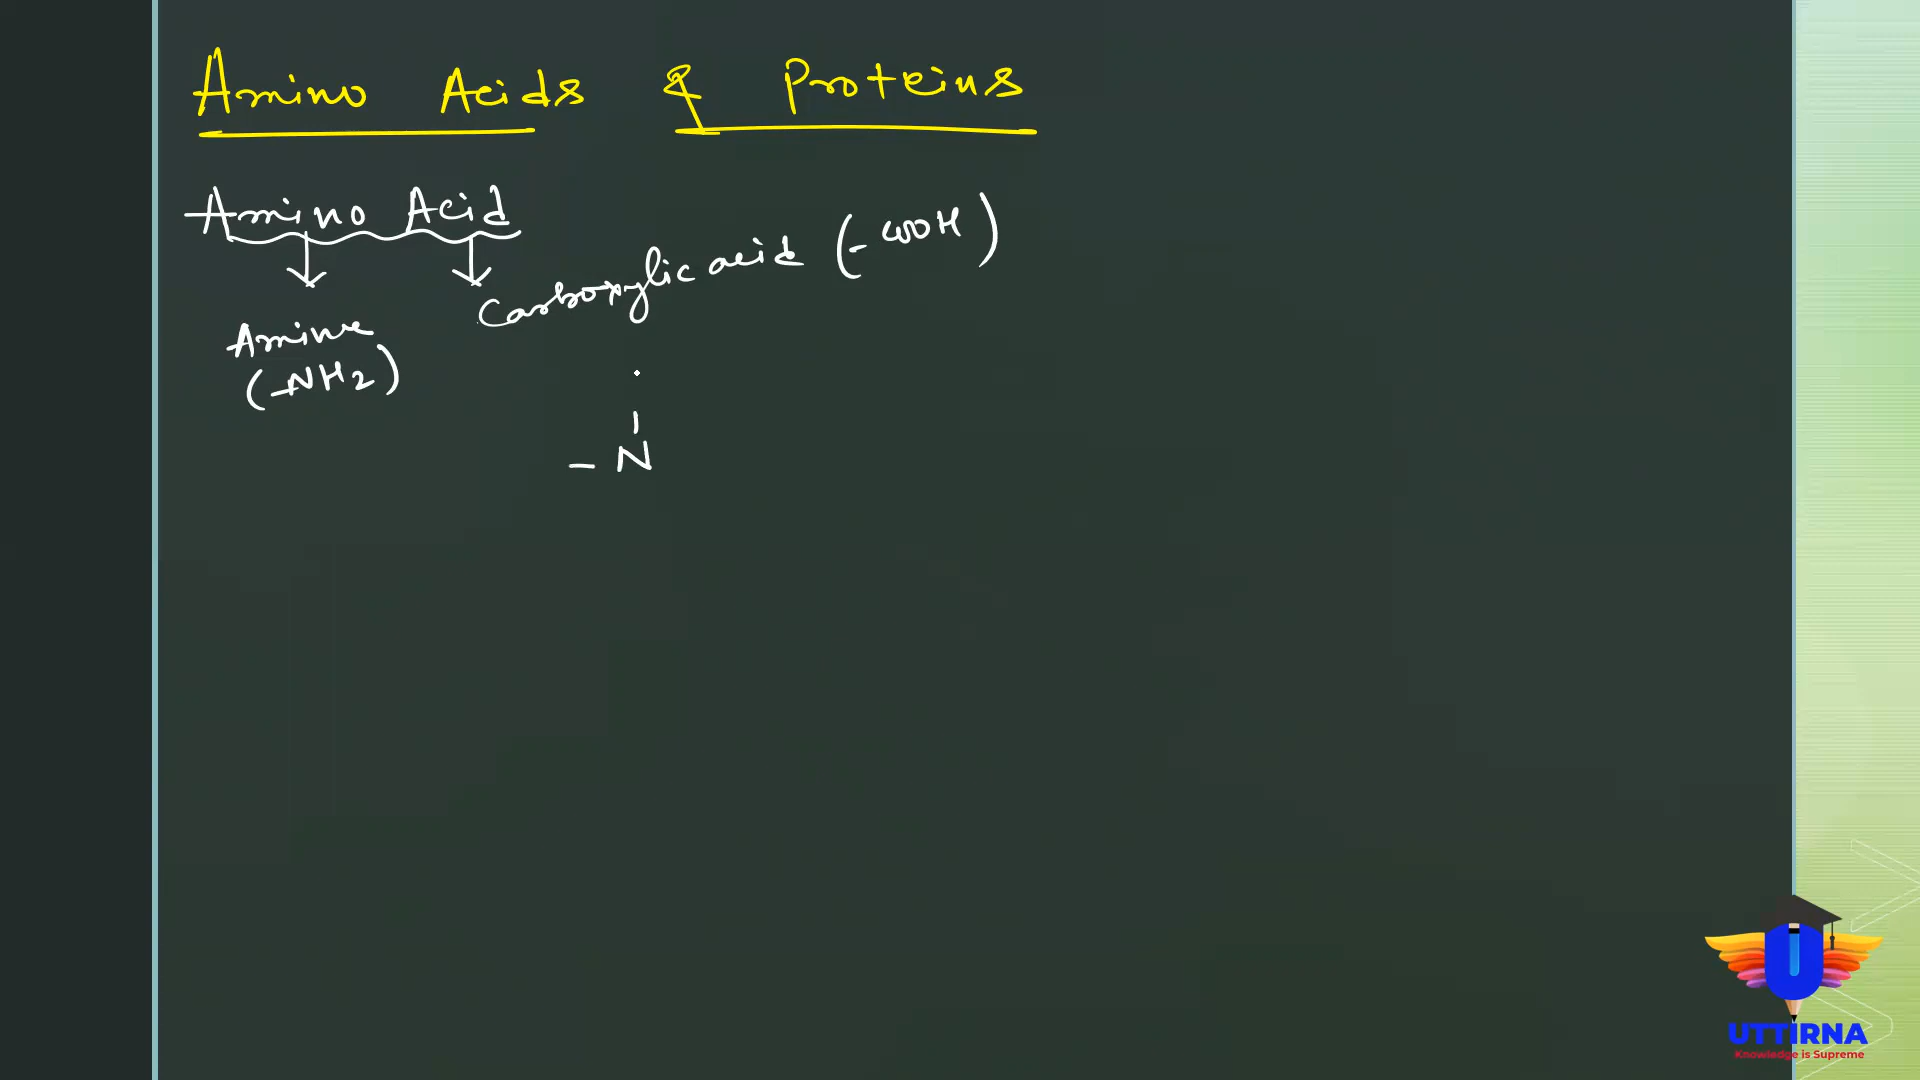 Amino Acids & Proteins
Amino Acid
Carboxylic acid (-COOH)
Amine
(-NH2)
- N
UTTIRNA
Knowledge is Supreme